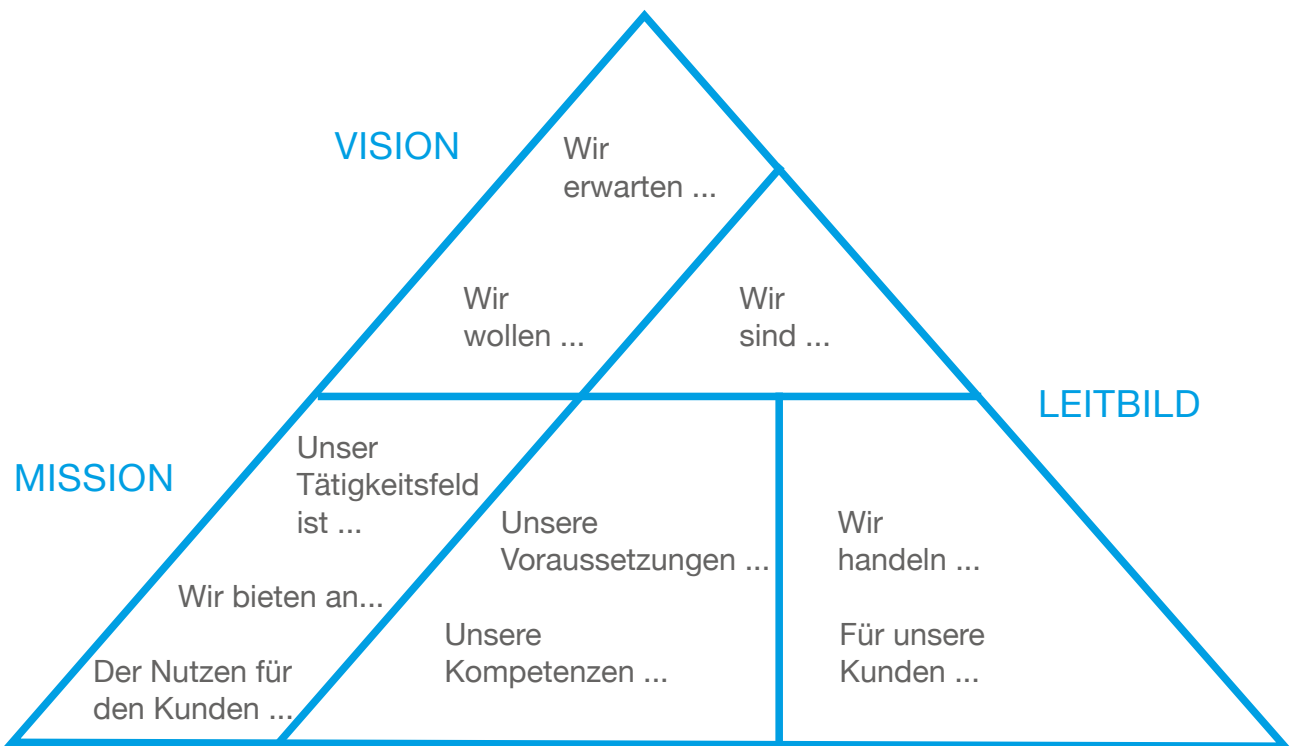 VISION
Wir
erwarten ...
Wir
wollen ...
Wir
sind ...
LEITBILD
MISSION
Unser
Tätigkeitsfeld
ist ...
Wir bieten an...
Der Nutzen für
den Kunden ...
Unsere
Voraussetzungen ...
Unsere
Kompetenzen ...
Wir
handeln ...
Für unsere
Kunden ...